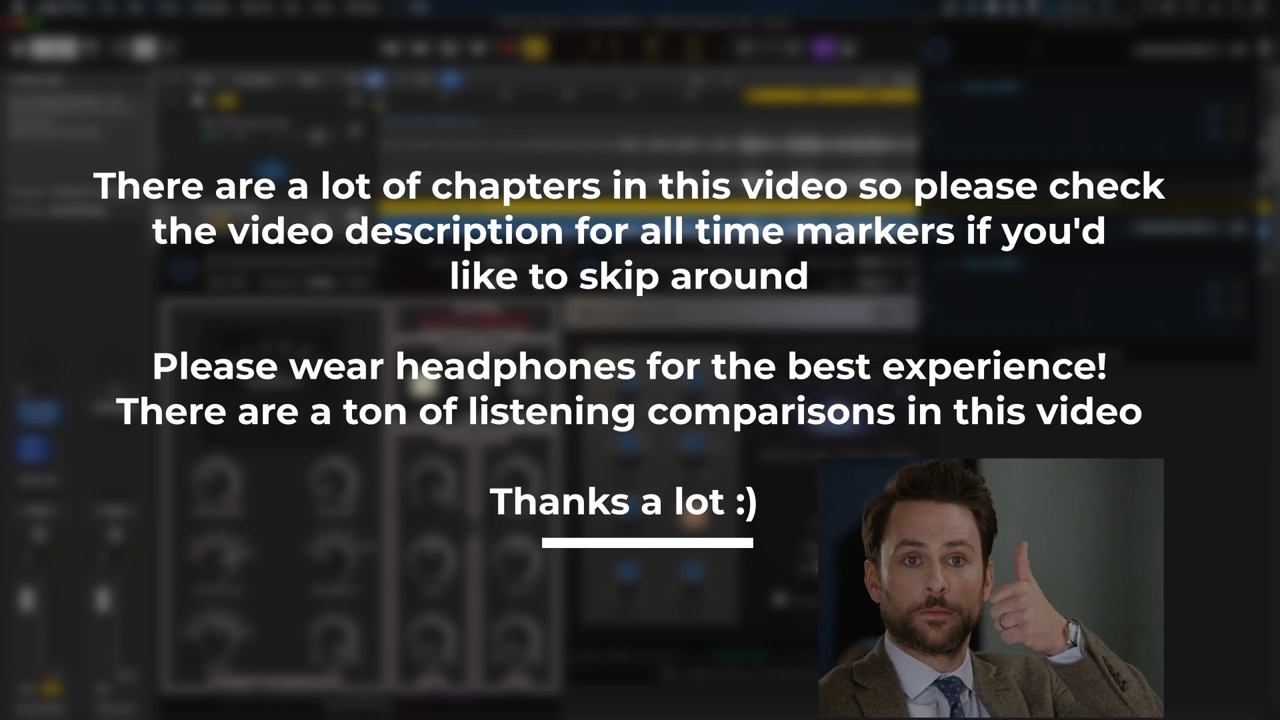 There are a lot of chapters in this video so please check
the video description for all time markers if you'd
like to skip around
Please wear headphones for the best experience!
There are a ton of listening comparisons in this video
Thanks a lot :)